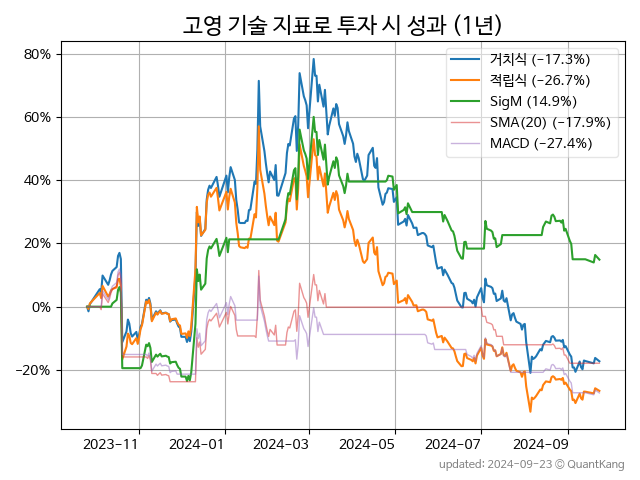 고영 기술 지표로 투자 시 성과 (1년)
80%
60%
40%
20%
0%
−20%
거치식 (−17.3%)
적립식 (−26.7%)
SigM (14.9%)
SMA(20) (−17.9%)
MACD (−27.4%)
2023−11 2024−01 2024−03 2024−05 2024−07 2024−09
updated: 2024-09-23 ⓒ QuantKang